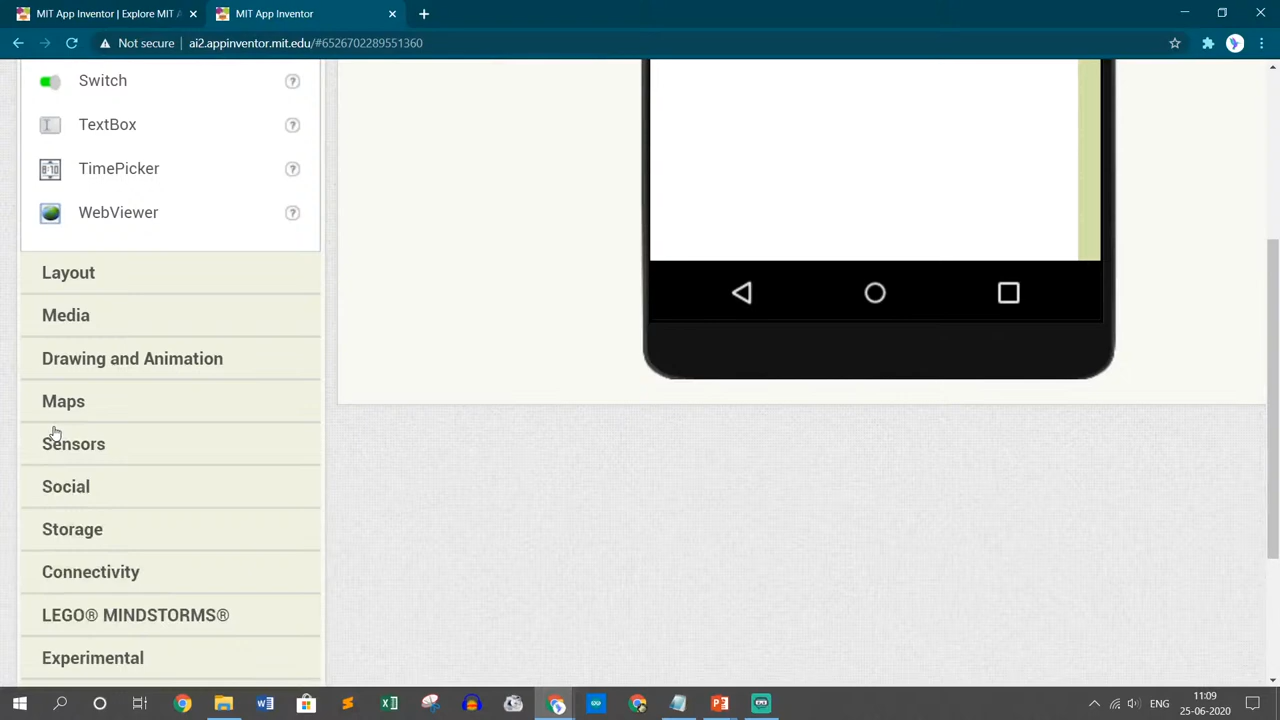 MIT App Inventor | Explore MIT A
MIT App Inventor
Not secure | ai2.appinventor.mit.edu/#6526702289551360
Switch ?
TextBox ?
TimePicker ?
WebViewer ?
Layout
Media
Drawing and Animation
Maps
Sensors
Social
Storage
Connectivity
LEGO® MINDSTORMS®
Experimental
ENG
11:09
25-06-2020